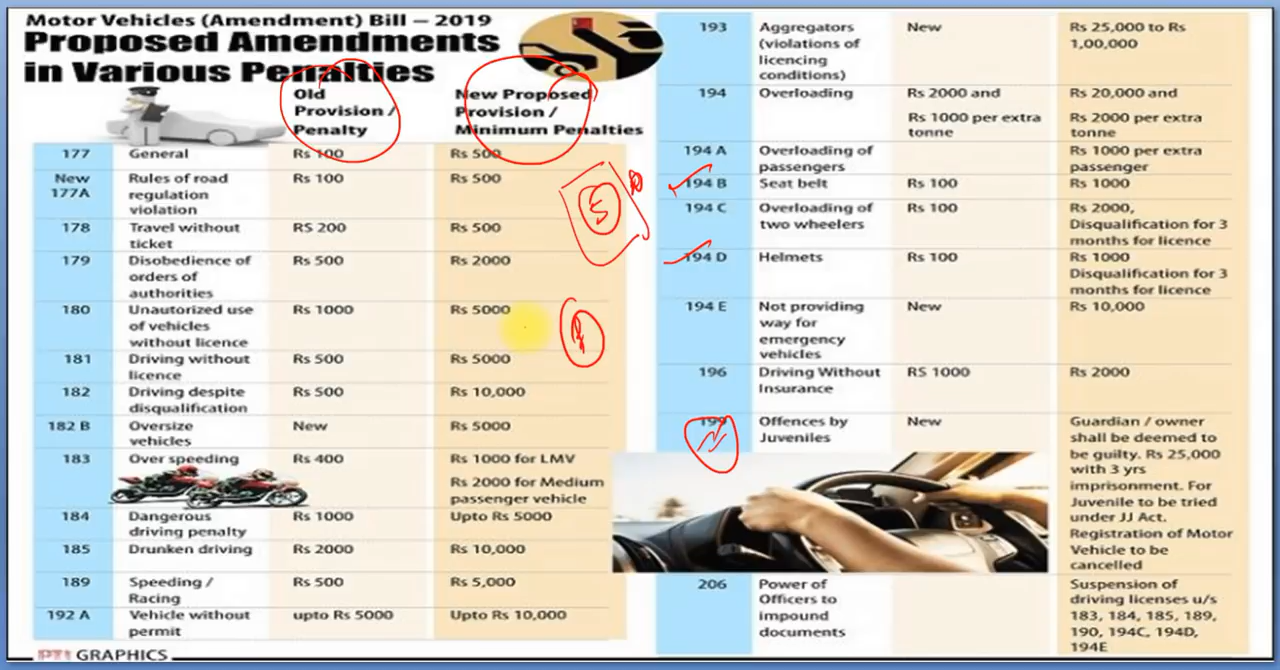 Motor Vehicles (Amendment) Bill – 2019
Proposed Amendments
in Various Penalties
Old
Provision /
Penalty
New Proposed
Provision /
Minimum Penalties
177 General Rs 100 Rs 500
New Rules of road Rs 100 Rs 500
177A regulation
violation
178 Travel without RS 200 Rs 500
ticket
179 Disobedience of Rs 500 Rs 2000
orders of
authorities
180 Unauthorized use Rs 1000 Rs 5000
of vehicles
without licence
181 Driving without Rs 500 Rs 5000
licence
182 Driving despite Rs 500 Rs 10,000
disqualification
182 B Oversize New Rs 5000
vehicles
183 Over speeding Rs 400 Rs 1000 for LMV
Rs 2000 for Medium
passenger vehicle
184 Dangerous Rs 1000 Upto Rs 5000
driving penalty
185 Drunken driving Rs 2000 Rs 10,000
189 Speeding / Rs 500 Rs 5,000
Racing
192 A Vehicle without upto Rs 5000 Upto Rs 10,000
permit
PTI GRAPHICS
193 Aggregators New Rs 25,000 to Rs
(violations of 1,00,000
licencing
conditions)
194 Overloading Rs 2000 and Rs 20,000 and
Rs 1000 per extra Rs 2000 per extra
tonne tonne
194 A Overloading of Rs 1000 per extra
passengers passenger
194 B Seat belt Rs 100 Rs 1000
194 C Overloading of Rs 100 Rs 2000,
two wheelers Disqualification for 3
months for licence
194 D Helmets Rs 100 Rs 1000
Disqualification for 3
months for licence
194 E Not providing New Rs 10,000
way for
emergency
vehicles
196 Driving Without RS 1000 Rs 2000
Insurance
199 Offences by New Guardian / owner
Juveniles shall be deemed to
be guilty. Rs 25,000
with 3 yrs
imprisonment. For
Juvenile to be tried
under JJ Act.
Registration of Motor
Vehicle to be
cancelled
206 Power of Suspension of
Officers to driving licenses u/s
impound 183, 184, 185, 189,
documents 190, 194C, 194D,
194E